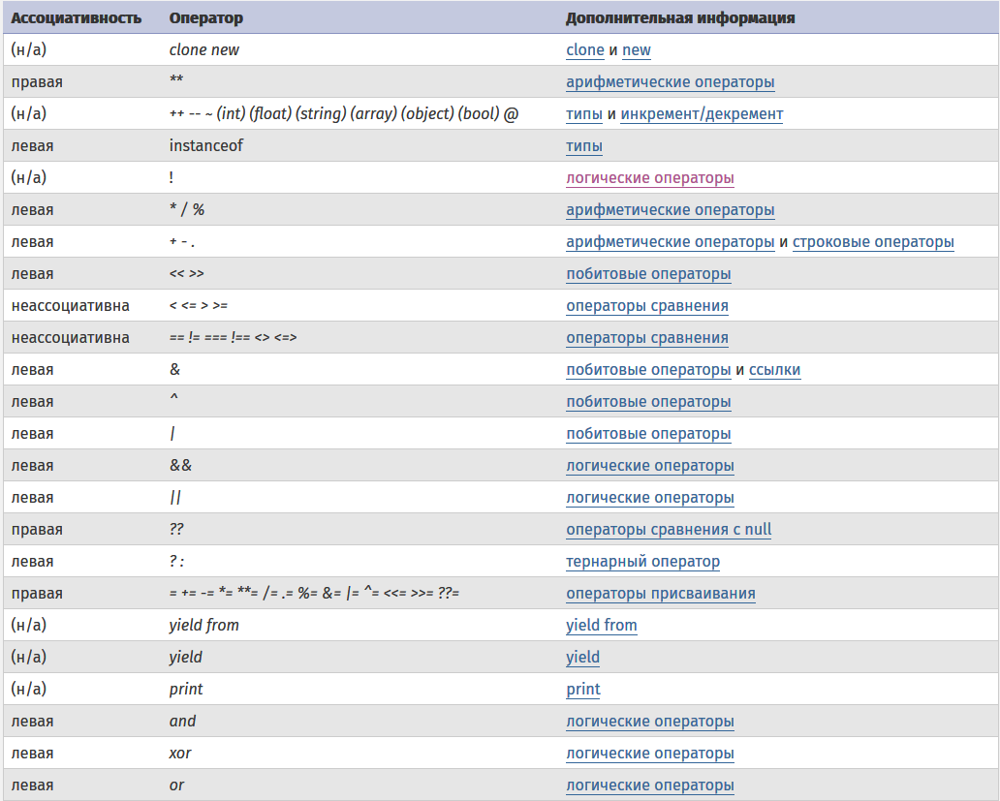 Ассоциативность Оператор Дополнительная информация
(н/а) clone new clone и new
правая ** арифметические операторы
(н/а) ++ -- ~ (int) (float) (string) (array) (object) (bool) @ типы и инкремент/декремент
левая instanceof типы
(н/а) ! логические операторы
левая * / % арифметические операторы
левая + - . арифметические операторы и строковые операторы
левая << >> побитовые операторы
неассоциативна < <= > >= операторы сравнения
неассоциативна == != === !== <> <=> операторы сравнения
левая & побитовые операторы и ссылки
левая ^ побитовые операторы
левая | побитовые операторы
левая && логические операторы
левая || логические операторы
правая ?? операторы сравнения с null
левая ? : тернарный оператор
правая = += -= *= **= /= .= %= &= |= ^= <<= >>= ??= операторы присваивания
(н/а) yield from yield from
(н/а) yield yield
(н/а) print print
левая and логические операторы
левая xor логические операторы
левая or логические операторы